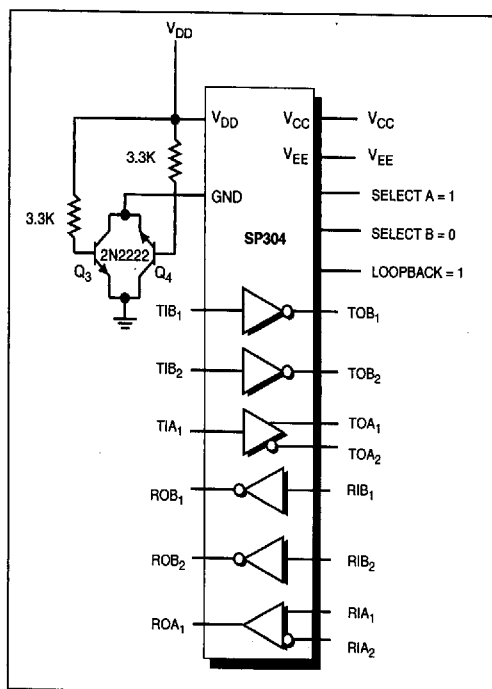 V_DD
V_DD
V_CC
V_CC
3.3K
V_EE
V_EE
GND
SELECT A = 1
3.3K
SP304
SELECT B = 0
2N2222
Q_3
Q_4
LOOPBACK = 1
TIB_1
TOB_1
TIB_2
TOB_2
TIA_1
TOA_1
TOA_2
ROB_1
RIB_1
ROB_2
RIB_2
ROA_1
RIA_1
RIA_2